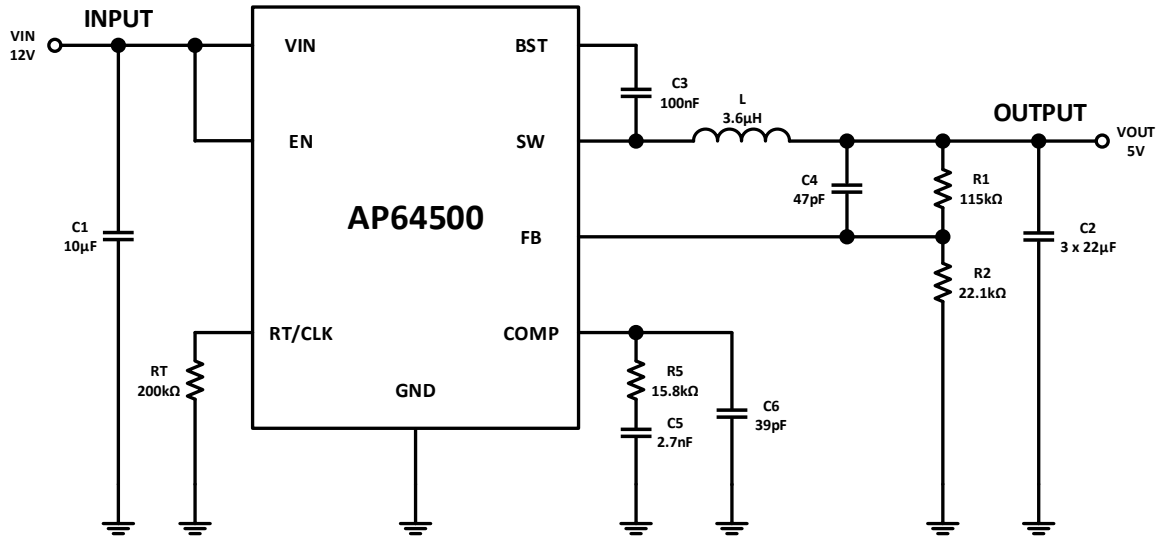 INPUT
VIN
12V
VIN
BST
C3
100nF
L
3.6µH
OUTPUT
VOUT
5V
EN
SW
C4
47pF
R1
115kΩ
AP64500
C1
10µF
FB
C2
3 x 22µF
R2
22.1kΩ
RT/CLK
COMP
RT
200kΩ
GND
R5
15.8kΩ
C6
39pF
C5
2.7nF